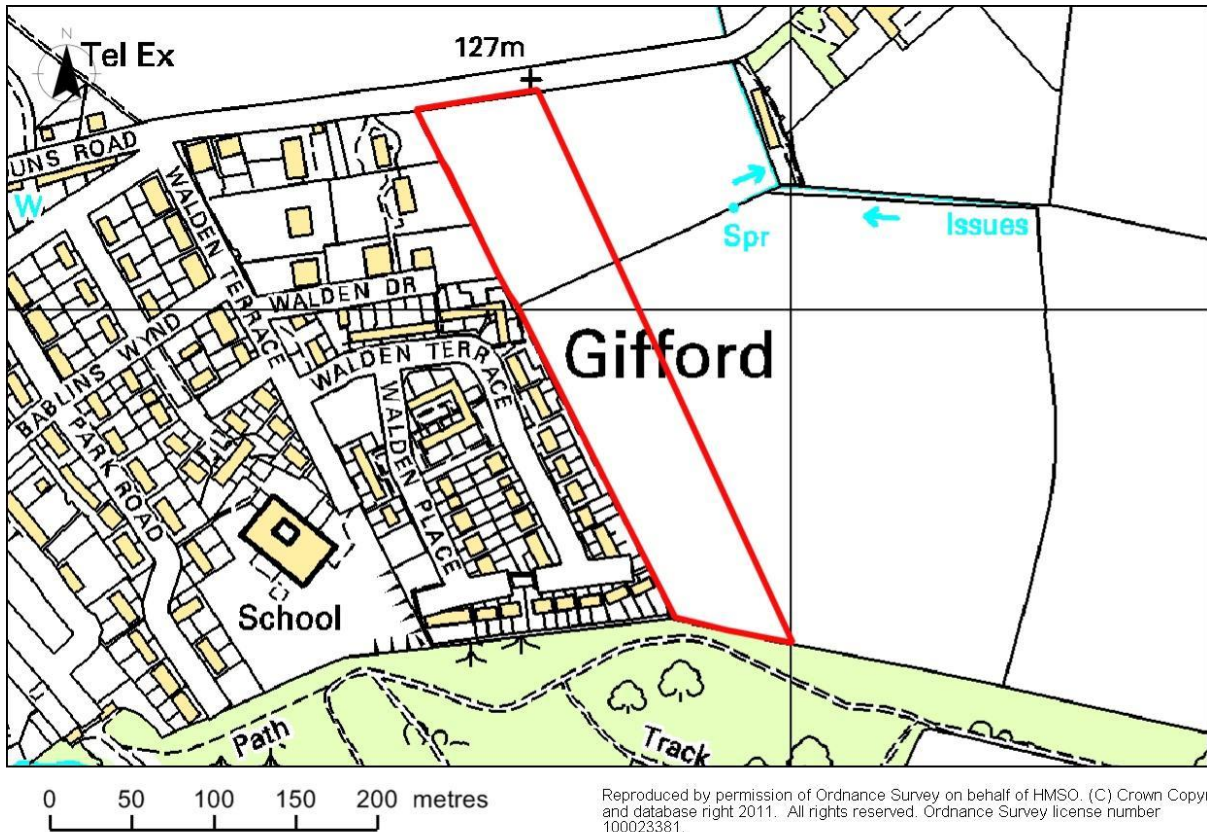 N
Tel Ex
127m
UNS ROAD
W
WALDEN TERRACE
Spr
Issues
WALDEN DR
BABLINS WYND
WALDEN TERRACE
Gifford
WALDEN PLACE
PARK ROAD
School
Path
Track
0 50 100 150 200 metres
Reproduced by permission of Ordnance Survey on behalf of HMSO. (C) Crown Copyr
and database right 2011. All rights reserved. Ordnance Survey license number
100023381.